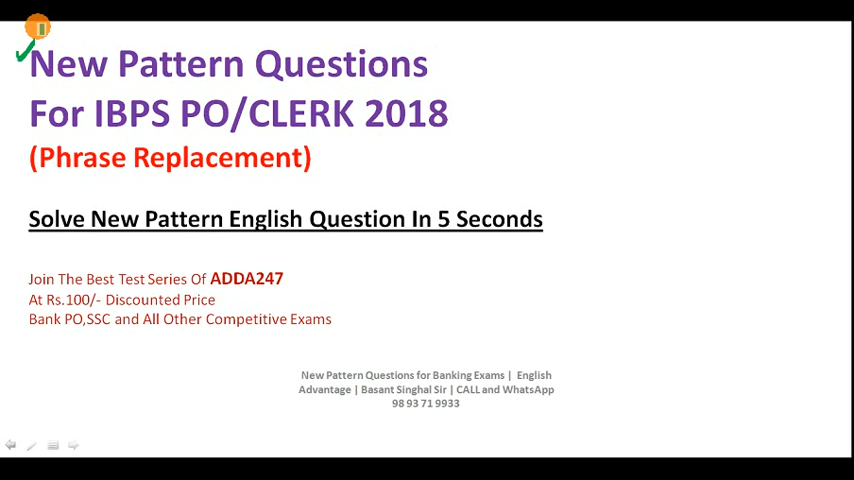 New Pattern Questions
For IBPS PO/CLERK 2018
(Phrase Replacement)
Solve New Pattern English Question In 5 Seconds
Join The Best Test Series Of ADDA247
At Rs.100/- Discounted Price
Bank PO,SSC and All Other Competitive Exams
New Pattern Questions for Banking Exams | English
Advantage | Basant Singhal Sir | CALL and WhatsApp
98 93 71 9933